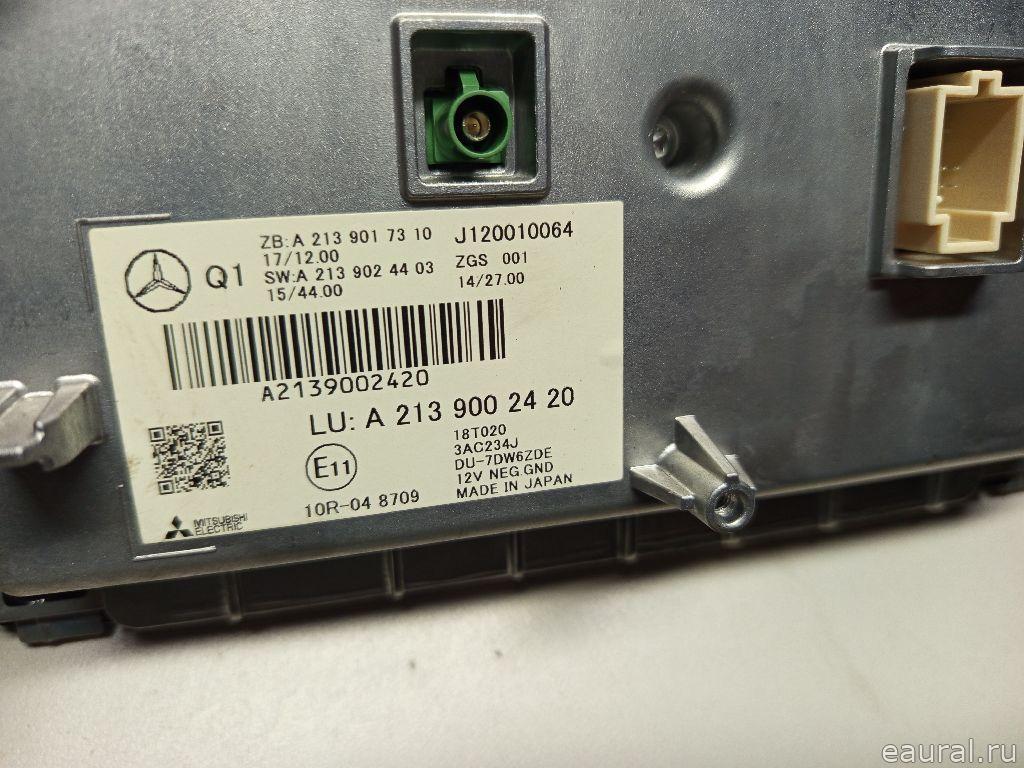 ZB:A 213 901 73 10 J120010064
17/12.00
Q1 SW:A 213 902 44 03 ZGS 001
15/44.00 14/27.00
A2139002420
LU: A 213 900 24 20
18T020
3AC234J
E11 DU-7DW6ZDE
12V NEG.GND
10R-04 8709 MADE IN JAPAN
MITSUBISHI
ELECTRIC
eaural.ru